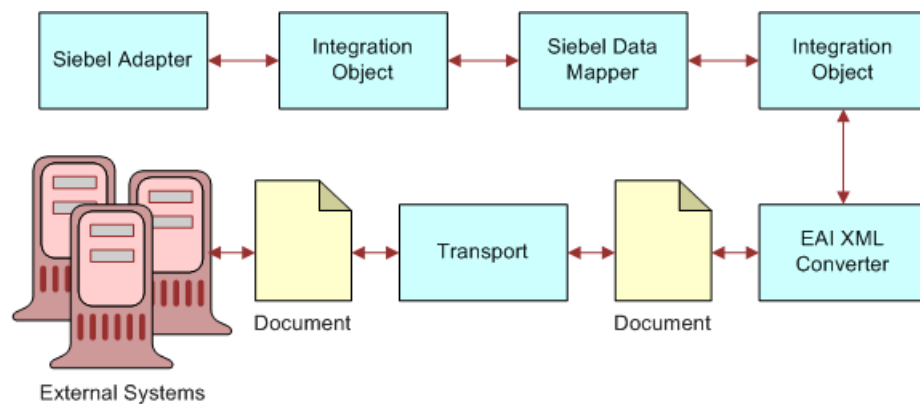 Siebel Adapter
Integration
Object
Siebel Data
Mapper
Integration
Object
Transport
EAI XML
Converter
Document
Document
External Systems